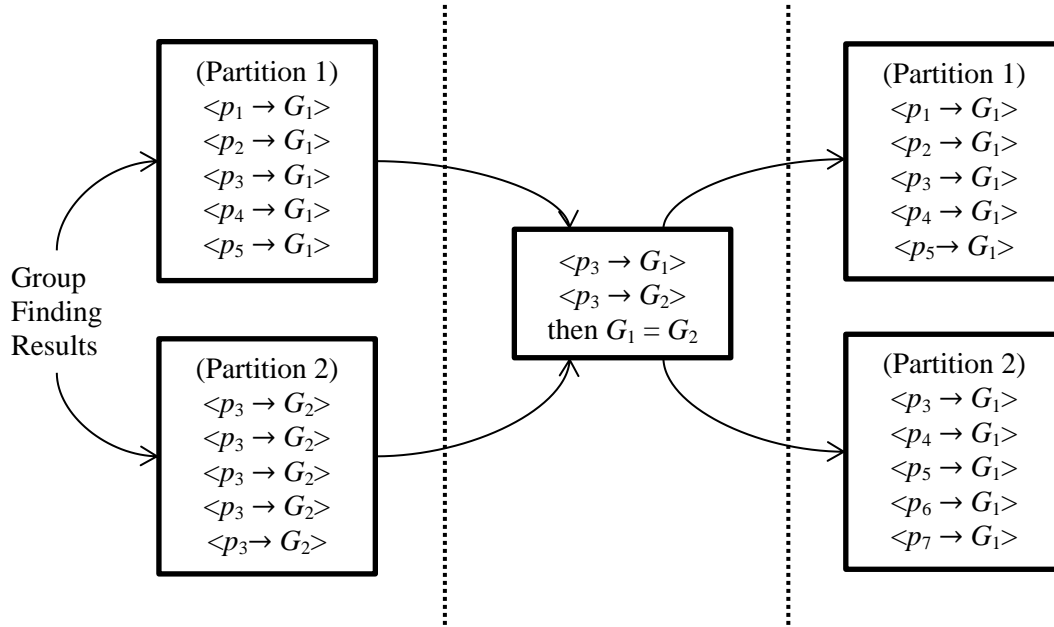 Group
Finding
Results
(Partition 1)
<p₁ → G₁>
<p₂ → G₁>
<p₃ → G₁>
<p₄ → G₁>
<p₅ → G₁>
(Partition 2)
<p₃ → G₂>
<p₃ → G₂>
<p₃ → G₂>
<p₃ → G₂>
<p₃→ G₂>
<p₃ → G₁>
<p₃ → G₂>
then G₁ = G₂
(Partition 1)
<p₁ → G₁>
<p₂ → G₁>
<p₃ → G₁>
<p₄ → G₁>
<p₅→ G₁>
(Partition 2)
<p₃ → G₁>
<p₄ → G₁>
<p₅ → G₁>
<p₆ → G₁>
<p₇ → G₁>